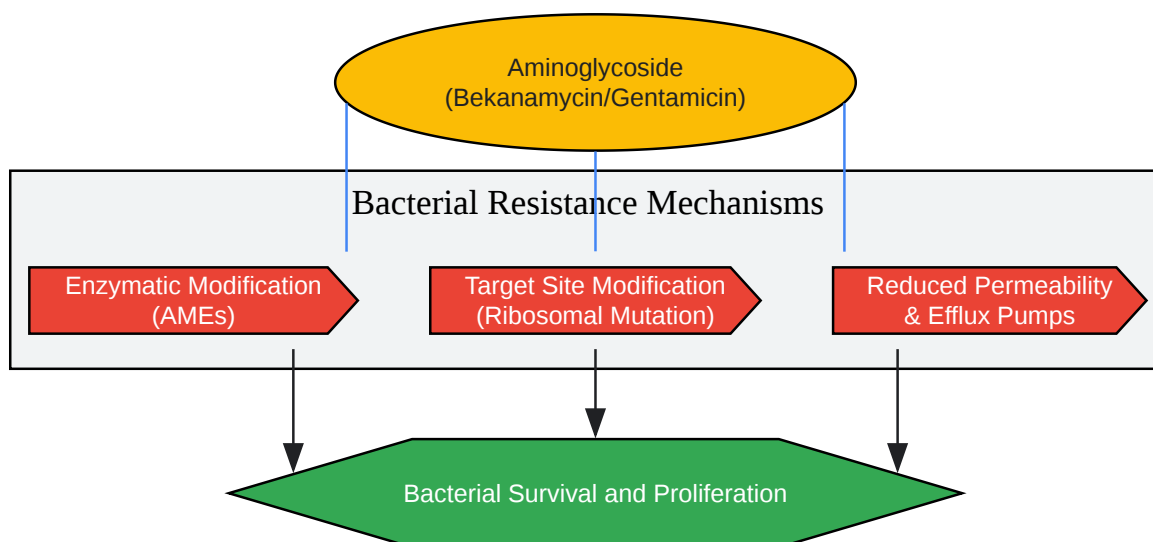 Aminoglycoside
(Bekanamycin/Gentamicin)
Bacterial Resistance Mechanisms
Enzymatic Modification
(AMEs)
Target Site Modification
(Ribosomal Mutation)
Reduced Permeability
& Efflux Pumps
Bacterial Survival and Proliferation